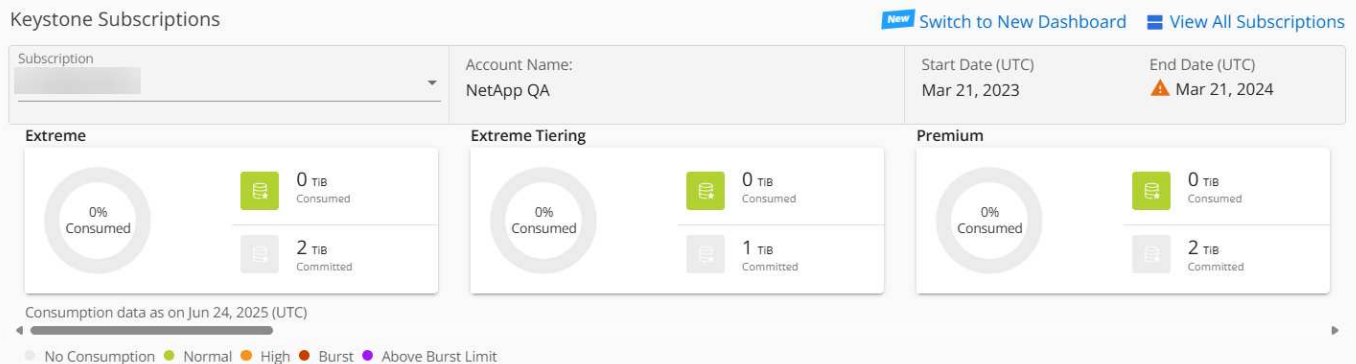 Keystone Subscriptions
New Switch to New Dashboard View All Subscriptions
Subscription
Account Name:
NetApp QA
Start Date (UTC)
Mar 21, 2023
End Date (UTC)
Mar 21, 2024
Extreme
0%
Consumed
0 TiB
Consumed
2 TiB
Committed
Extreme Tiering
0%
Consumed
0 TiB
Consumed
1 TiB
Committed
Premium
0%
Consumed
0 TiB
Consumed
2 TiB
Committed
Consumption data as on Jun 24, 2025 (UTC)
No Consumption Normal High Burst Above Burst Limit